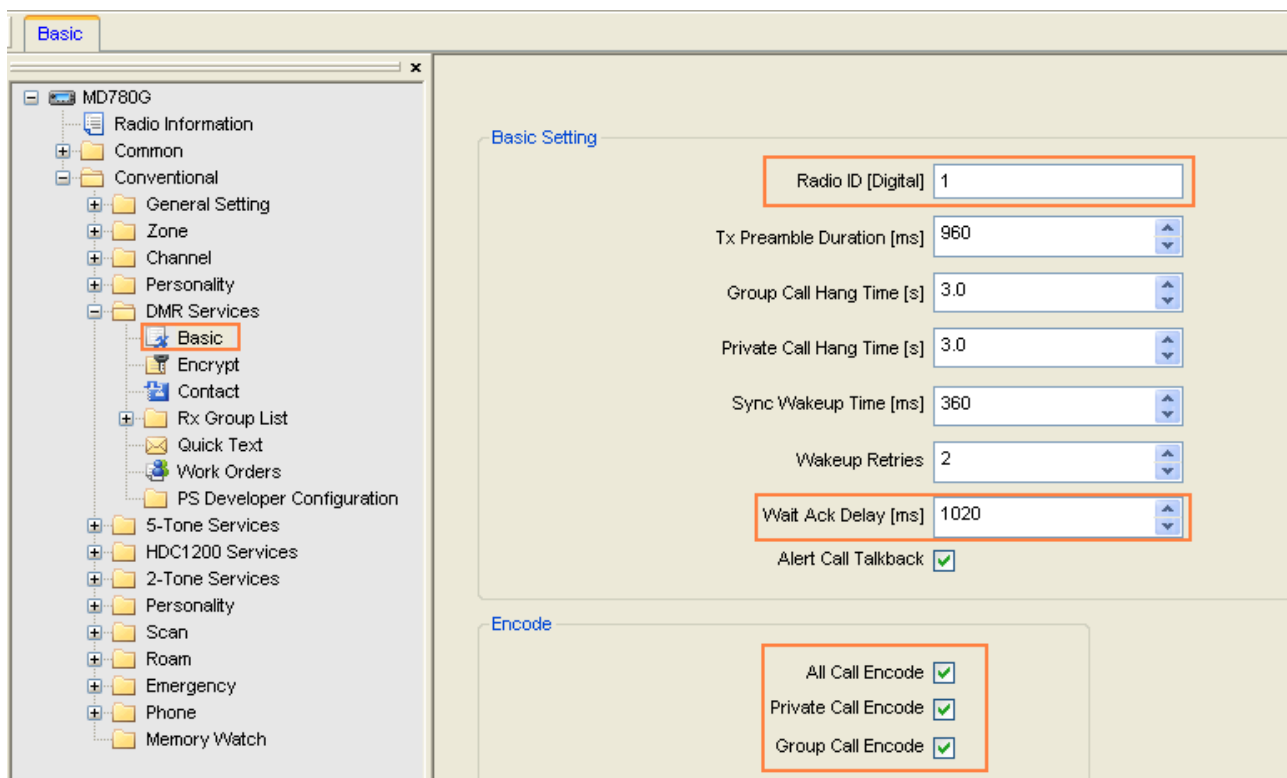 Basic
x
MD780G
Radio Information
Common
Conventional
General Setting
Zone
Channel
Personality
DMR Services
Basic
Encrypt
Contact
Rx Group List
Quick Text
Work Orders
PS Developer Configuration
5-Tone Services
HDC1200 Services
2-Tone Services
Personality
Scan
Roam
Emergency
Phone
Memory Watch
Basic Setting
Radio ID [Digital] 1
Tx Preamble Duration [ms] 960
Group Call Hang Time [s] 3.0
Private Call Hang Time [s] 3.0
Sync Wakeup Time [ms] 360
Wakeup Retries 2
Wait Ack Delay [ms] 1020
Alert Call Talkback
Encode
All Call Encode
Private Call Encode
Group Call Encode